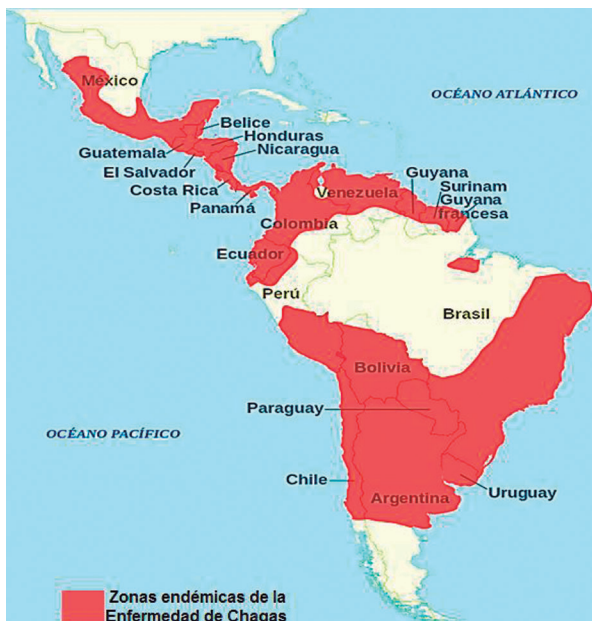 México
OCÉANO ATLÁNTICO
Belice
Honduras
Guatemala
Nicaragua
El Salvador
Costa Rica
Panamá
Venezuela
Guyana
Surinam
Guyana
francesa
Colombia
Ecuador
Perú
Brasil
Bolivia
Paraguay
OCÉANO PACÍFICO
Chile
Argentina
Uruguay
Zonas endémicas de la
Enfermedad de Chagas